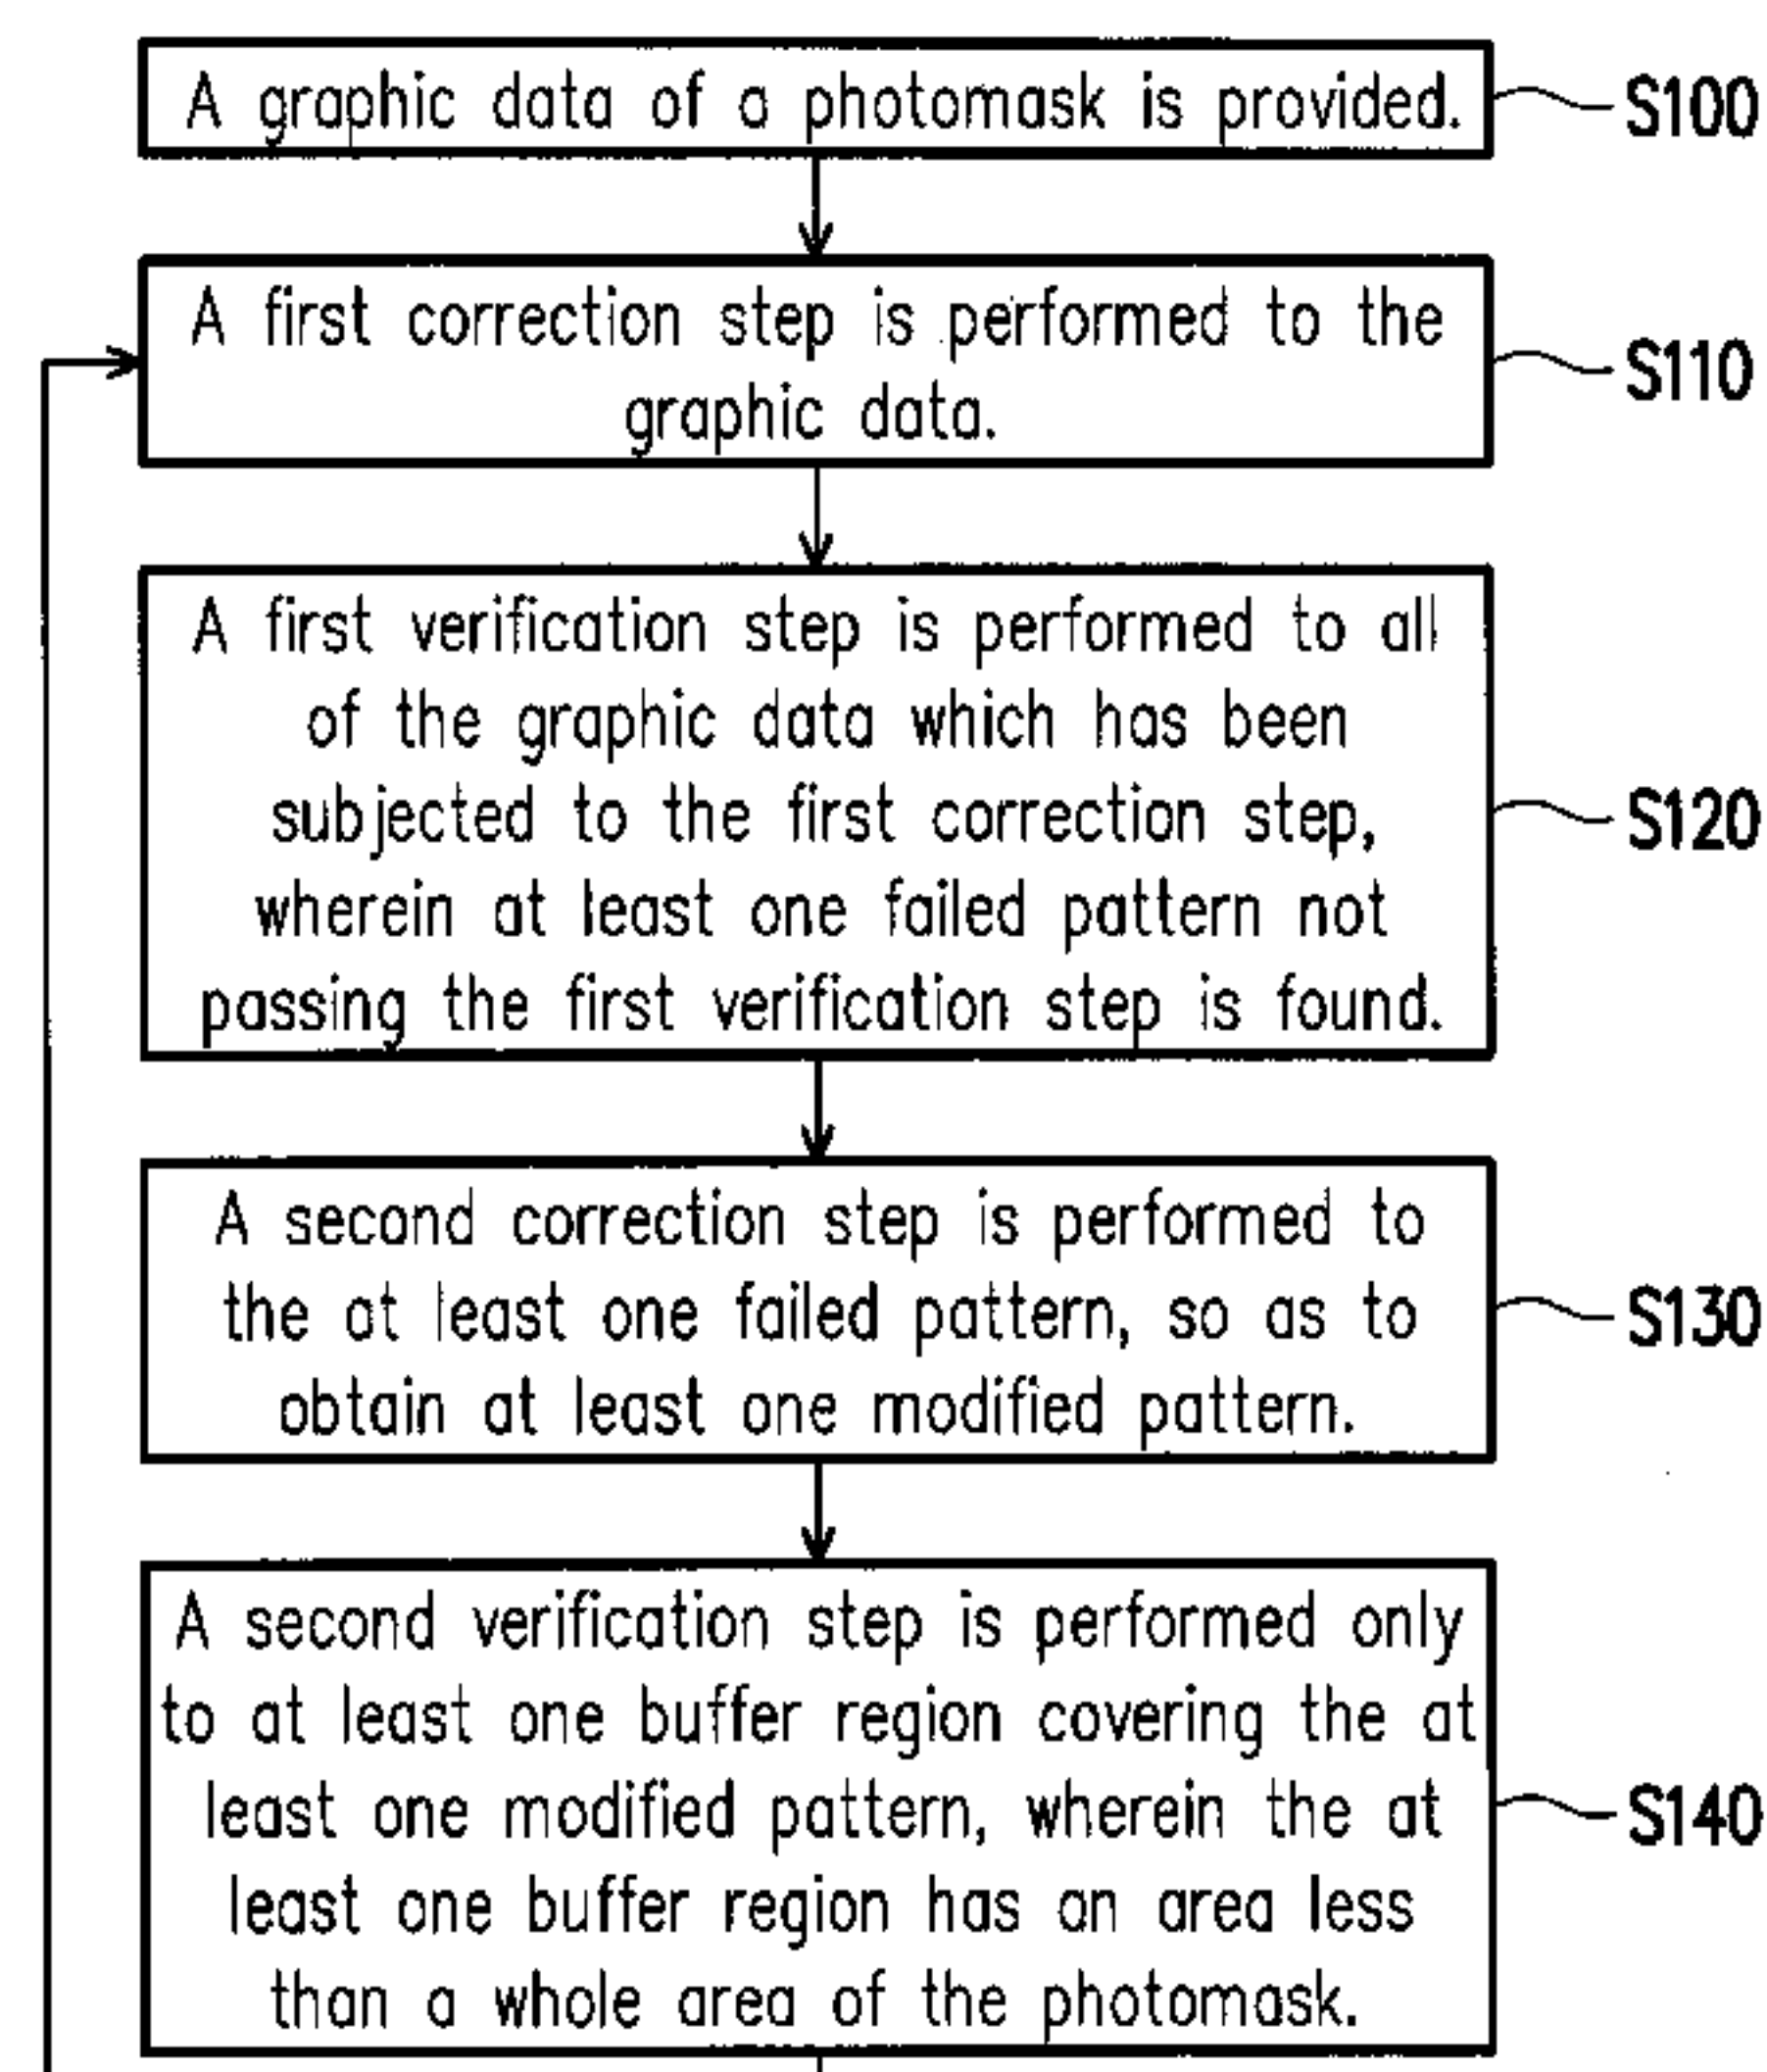 A graphic data of a photomask is provided.
S100
A first correction step is performed to the
graphic data.
S110
A first verification step is performed to all
of the graphic data which has been
subjected to the first correction step,
wherein at least one failed pattern not
passing the first verification step is found.
S120
A second correction step is performed to
the at least one failed pattern, so as to
obtain at least one modified pattern.
S130
A second verification step is performed only
to at least one buffer region covering the at
least one modified pattern, wherein the at
least one buffer region has an area less
than a whole area of the photomask.
S140